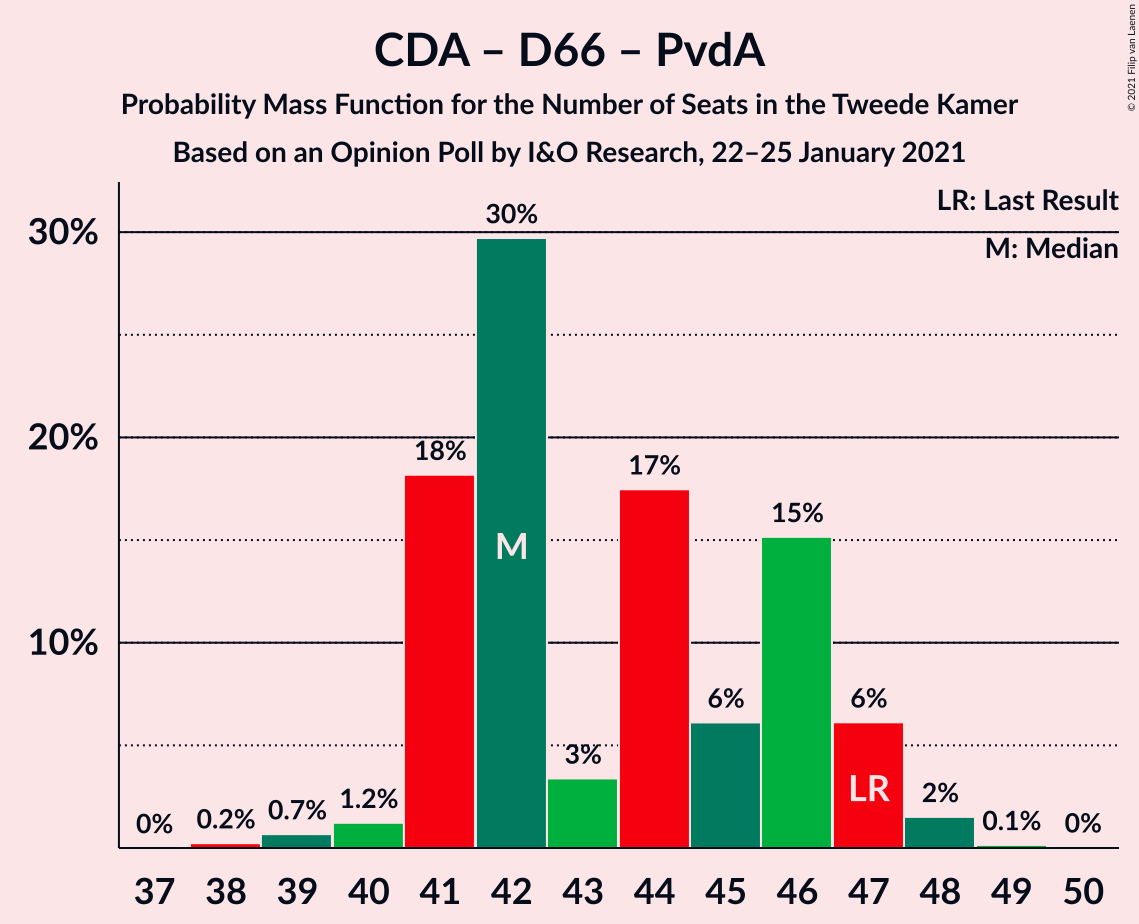 CDA – D66 – PvdA
Probability Mass Function for the Number of Seats in the Tweede Kamer
Based on an Opinion Poll by I&O Research, 22–25 January 2021
© 2021 Filip van Laenen
LR: Last Result
M: Median
30%
20%
10%
0%
0.2%
0.7%
1.2%
18%
30%
3%
17%
6%
15%
6%
2%
0.1%
0%
M
LR
37 38 39 40 41 42 43 44 45 46 47 48 49 50